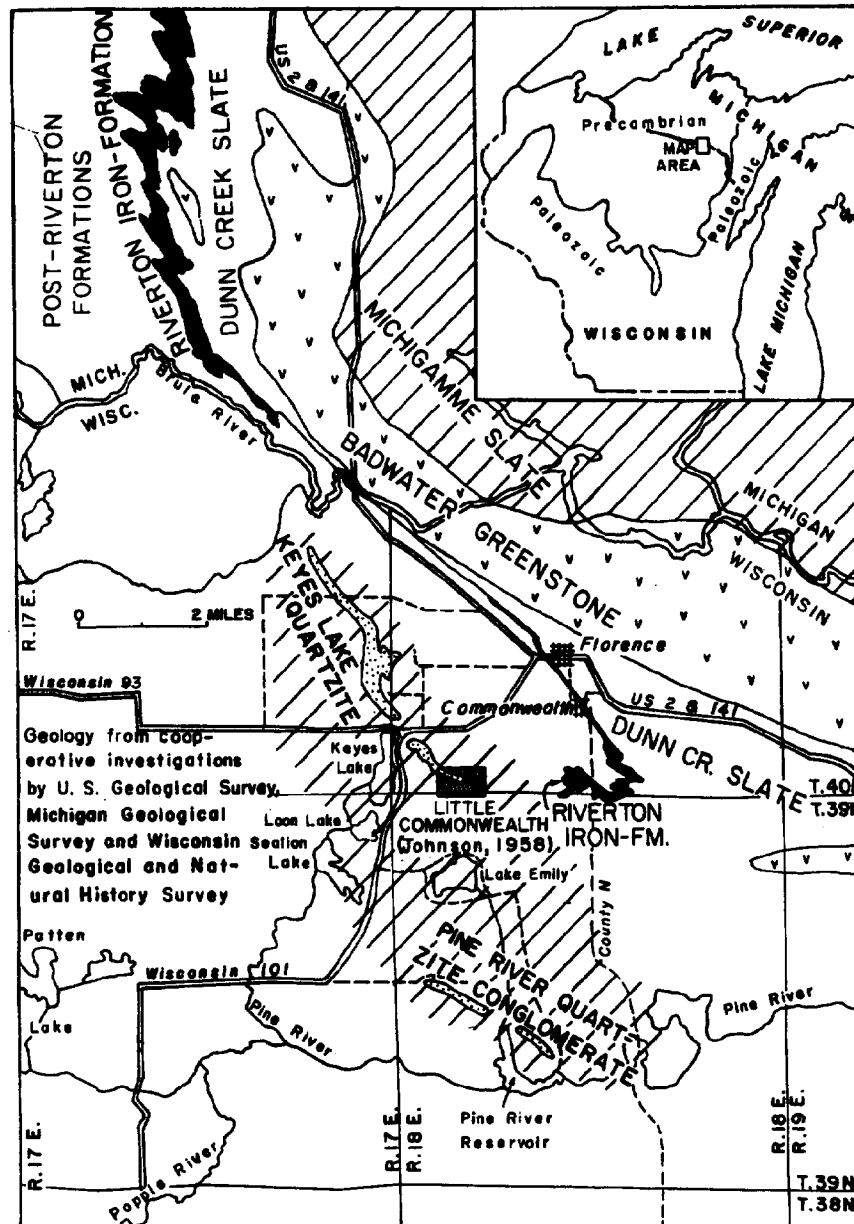 US 2 & 141
LAKE SUPERIOR
MICHIGAN
Precambrian
MAP
AREA
Paleozoic
Paleozoic
WISCONSIN
LAKE MICHIGAN
POST-RIVERTON
FORMATIONS
RIVERTON IRON-FORMATION
DUNN CREEK SLATE
MICH.
WISC.
Brule River
MICHIGAMME SLATE
BADWATER
GREENSTONE
MICHIGAN
WISCONSIN
KEYES LAKE
QUARTZITE
R.17 E.
0 2 MILES
Florence
Wisconsin 93
Commonwealth
US 2 & 141
DUNN CR. SLATE
Geology from coop-
erative investigations
by U. S. Geological Survey,
Michigan Geological
Survey and Wisconsin
Geological and Nat-
ural History Survey
Keyes
Lake
Loon Lake
Sealion
Lake
LITTLE
COMMONWEALTH
(Johnson, 1958)
RIVERTON
IRON-FM.
T.40
T.39N
Lake Emily
County N
Patten
Lake
Wisconsin 101
PINE RIVER QUART-
ZITE CONGLOMERATE
Pine River
Pine River
Pine River
Reservoir
Popple River
R.17 E.
R.17 E.
R.18 E.
R.18 E.
R.19 E.
T.39N
T.38N